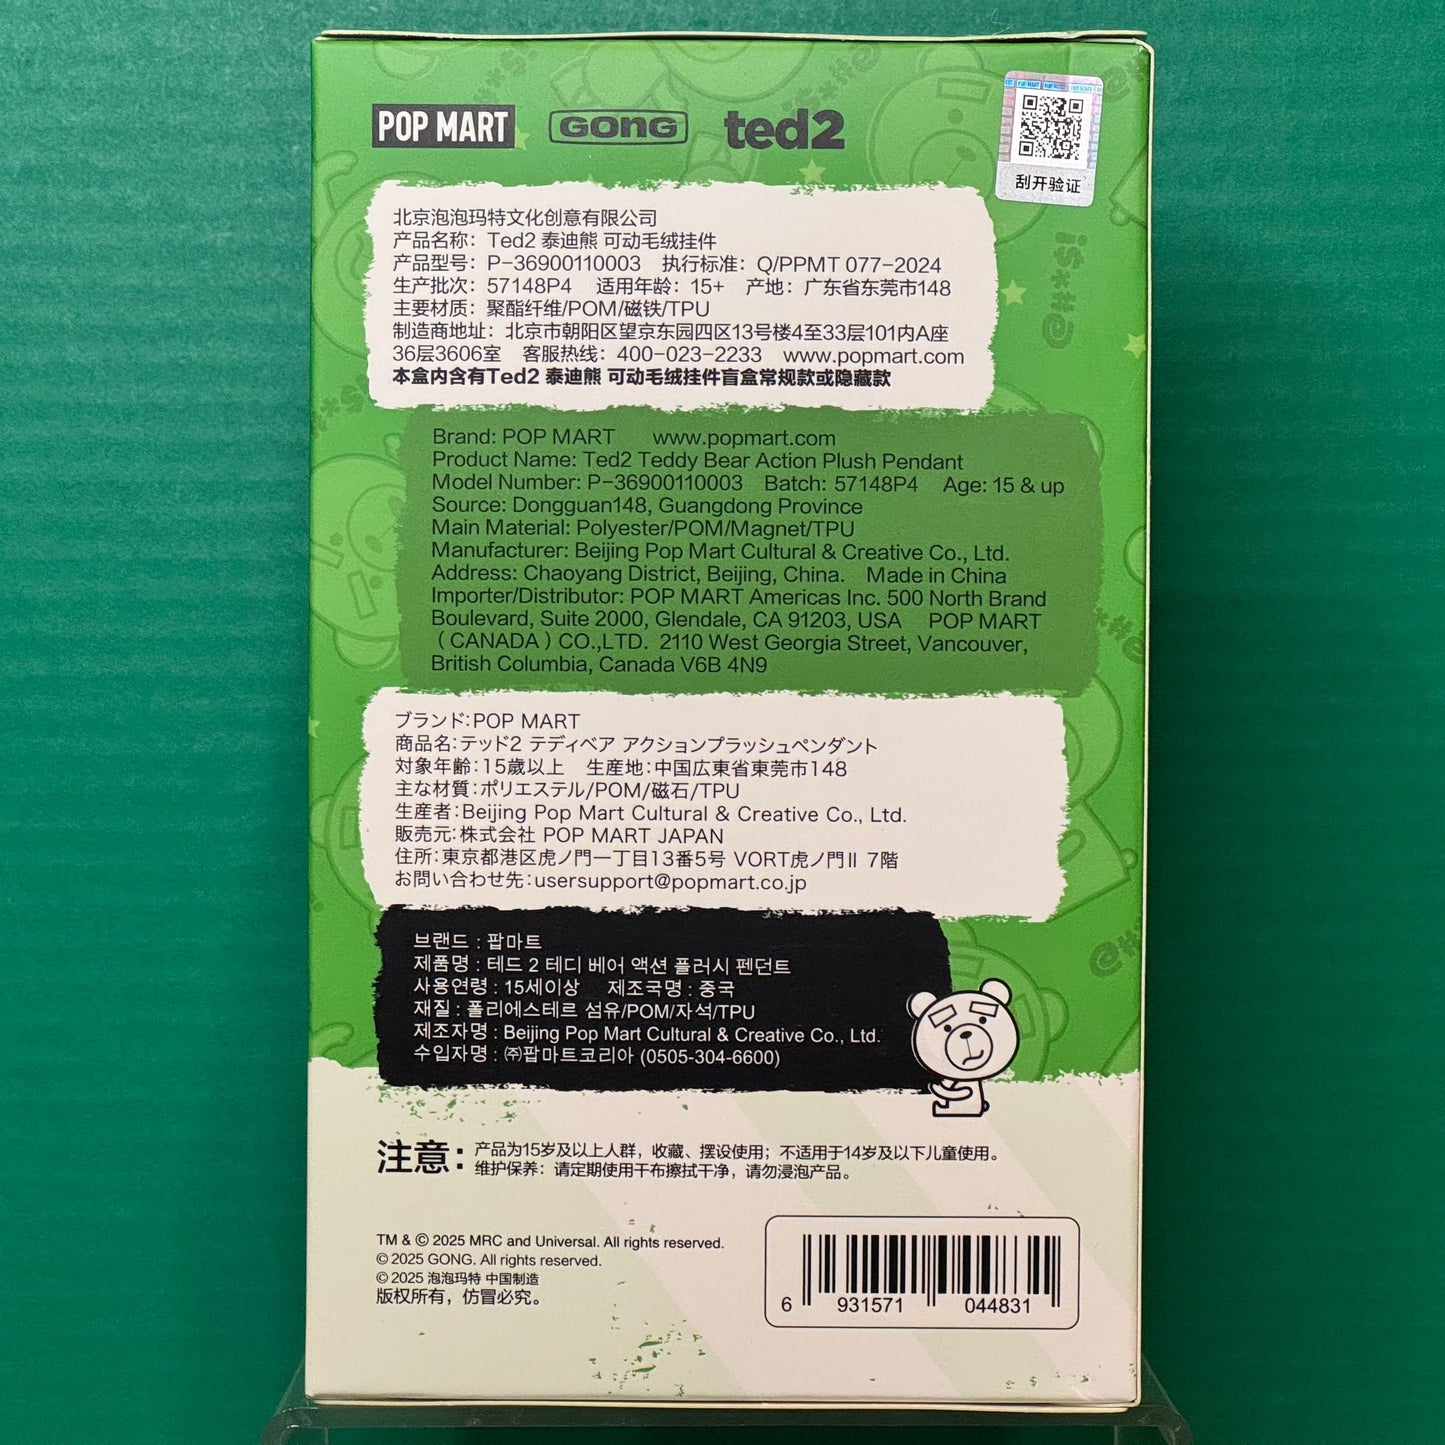 POP MART GONG ted2
刮开验证
北京泡泡玛特文化创意有限公司
产品名称：Ted2 泰迪熊 可动毛绒挂件
产品型号：P-36900110003 执行标准：Q/PPMT 077-2024
生产批次：57148P4 适用年龄：15+ 产地：广东省东莞市148
主要材质：聚酯纤维/POM/磁铁/TPU
制造商地址：北京市朝阳区望京东园四区13号楼4至33层101内A座
36层3606室 客服热线：400-023-2233 www.popmart.com
本盒内含有Ted2 泰迪熊 可动毛绒挂件盲盒常规款或隐藏款
Brand: POP MART www.popmart.com
Product Name: Ted2 Teddy Bear Action Plush Pendant
Model Number: P-36900110003 Batch: 57148P4 Age: 15 & up
Source: Dongguan148, Guangdong Province
Main Material: Polyester/POM/Magnet/TPU
Manufacturer: Beijing Pop Mart Cultural & Creative Co., Ltd.
Address: Chaoyang District, Beijing, China. Made in China
Importer/Distributor: POP MART Americas Inc. 500 North Brand
Boulevard, Suite 2000, Glendale, CA 91203, USA POP MART
（CANADA）CO.,LTD. 2110 West Georgia Street, Vancouver,
British Columbia, Canada V6B 4N9
ブランド：POP MART
商品名：テッド2 テディベア アクションプラッシュペンダント
対象年齢：15歳以上 生産地：中国広東省東莞市148
主な材質：ポリエステル/POM/磁石/TPU
生産者：Beijing Pop Mart Cultural & Creative Co., Ltd.
販売元：株式会社 POP MART JAPAN
住所：東京都港区虎ノ門一丁目13番5号 VORT虎ノ門Ⅱ 7階
お問い合わせ先：usersupport@popmart.co.jp
브랜드 : 팝마트
제품명 : 테드 2 테디 베어 액션 플러시 펜던트
사용연령 : 15세이상 제조국명 : 중국
재질 : 폴리에스테르 섬유/POM/자석/TPU
제조자명 : Beijing Pop Mart Cultural & Creative Co., Ltd.
수입자명 : ㈜팝마트코리아 (0505-304-6600)
注意：产品为15岁及以上人群，收藏、摆设使用；不适用于14岁及以下儿童使用。
维护保养：请定期使用干布擦拭干净，请勿浸泡产品。
TM & © 2025 MRC and Universal. All rights reserved.
© 2025 GONG. All rights reserved.
© 2025 泡泡玛特 中国制造
版权所有，仿冒必究。
6 931571 044831